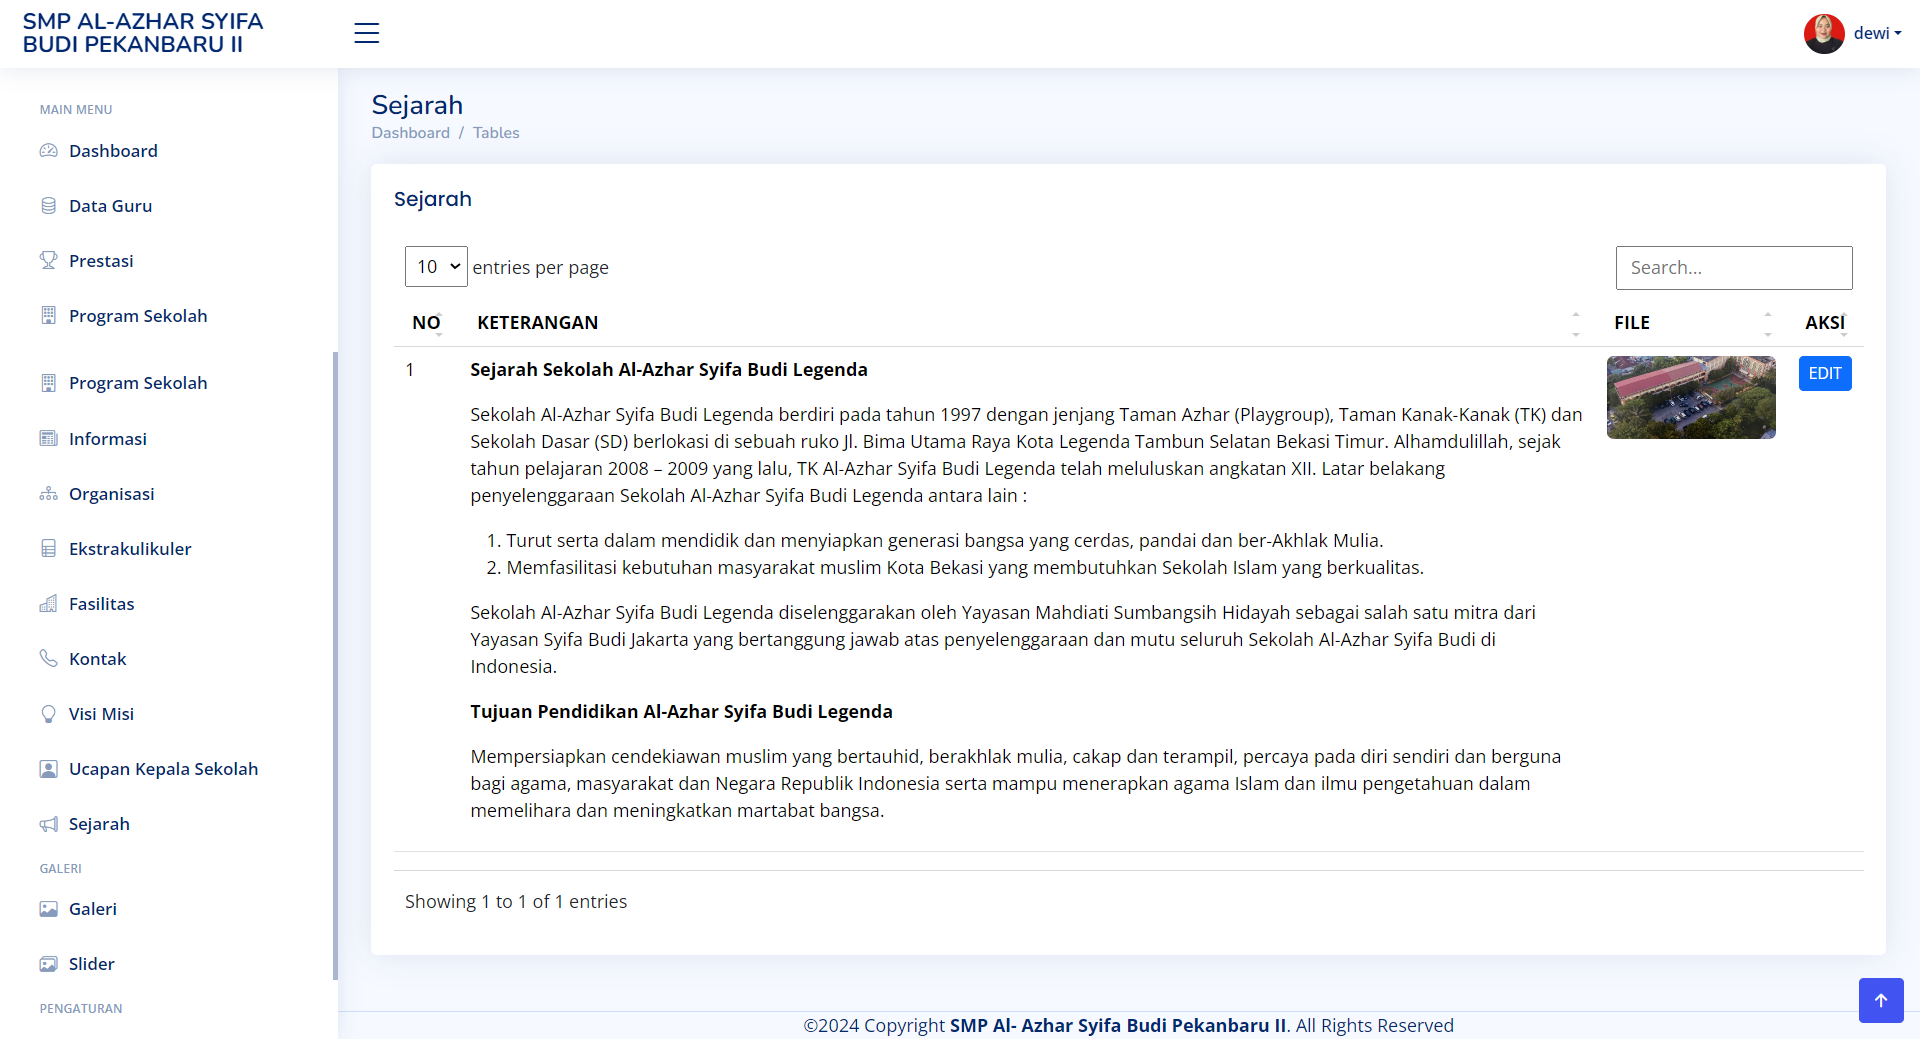 SMP AL-AZHAR SYIFA
BUDI PEKANBARU II
dewi
MAIN MENU
Dashboard
Data Guru
Prestasi
Program Sekolah
Program Sekolah
Informasi
Organisasi
Ekstrakulikuler
Fasilitas
Kontak
Visi Misi
Ucapan Kepala Sekolah
Sejarah
GALERI
Galeri
Slider
PENGATURAN
Sejarah
Dashboard / Tables
Sejarah
10 entries per page
Search...
NO KETERANGAN FILE AKSI
1 Sejarah Sekolah Al-Azhar Syifa Budi Legenda EDIT
Sekolah Al-Azhar Syifa Budi Legenda berdiri pada tahun 1997 dengan jenjang Taman Azhar (Playgroup), Taman Kanak-Kanak (TK) dan
Sekolah Dasar (SD) berlokasi di sebuah ruko Jl. Bima Utama Raya Kota Legenda Tambun Selatan Bekasi Timur. Alhamdulillah, sejak
tahun pelajaran 2008 – 2009 yang lalu, TK Al-Azhar Syifa Budi Legenda telah meluluskan angkatan XII. Latar belakang
penyelenggaraan Sekolah Al-Azhar Syifa Budi Legenda antara lain :
1. Turut serta dalam mendidik dan menyiapkan generasi bangsa yang cerdas, pandai dan ber-Akhlak Mulia.
2. Memfasilitasi kebutuhan masyarakat muslim Kota Bekasi yang membutuhkan Sekolah Islam yang berkualitas.
Sekolah Al-Azhar Syifa Budi Legenda diselenggarakan oleh Yayasan Mahdiati Sumbangsih Hidayah sebagai salah satu mitra dari
Yayasan Syifa Budi Jakarta yang bertanggung jawab atas penyelenggaraan dan mutu seluruh Sekolah Al-Azhar Syifa Budi di
Indonesia.
Tujuan Pendidikan Al-Azhar Syifa Budi Legenda
Mempersiapkan cendekiawan muslim yang bertauhid, berakhlak mulia, cakap dan terampil, percaya pada diri sendiri dan berguna
bagi agama, masyarakat dan Negara Republik Indonesia serta mampu menerapkan agama Islam dan ilmu pengetahuan dalam
memelihara dan meningkatkan martabat bangsa.
Showing 1 to 1 of 1 entries
©2024 Copyright SMP Al- Azhar Syifa Budi Pekanbaru II. All Rights Reserved